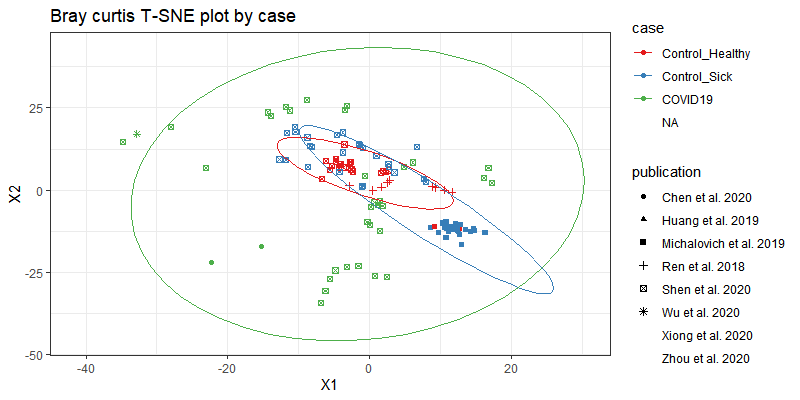 Bray curtis T-SNE plot by case
X2
25
0
-25
-50
-40
-20
0
20
X1
case
Control_Healthy
Control_Sick
COVID19
NA
publication
Chen et al. 2020
Huang et al. 2019
Michalovich et al. 2019
Ren et al. 2018
Shen et al. 2020
Wu et al. 2020
Xiong et al. 2020
Zhou et al. 2020